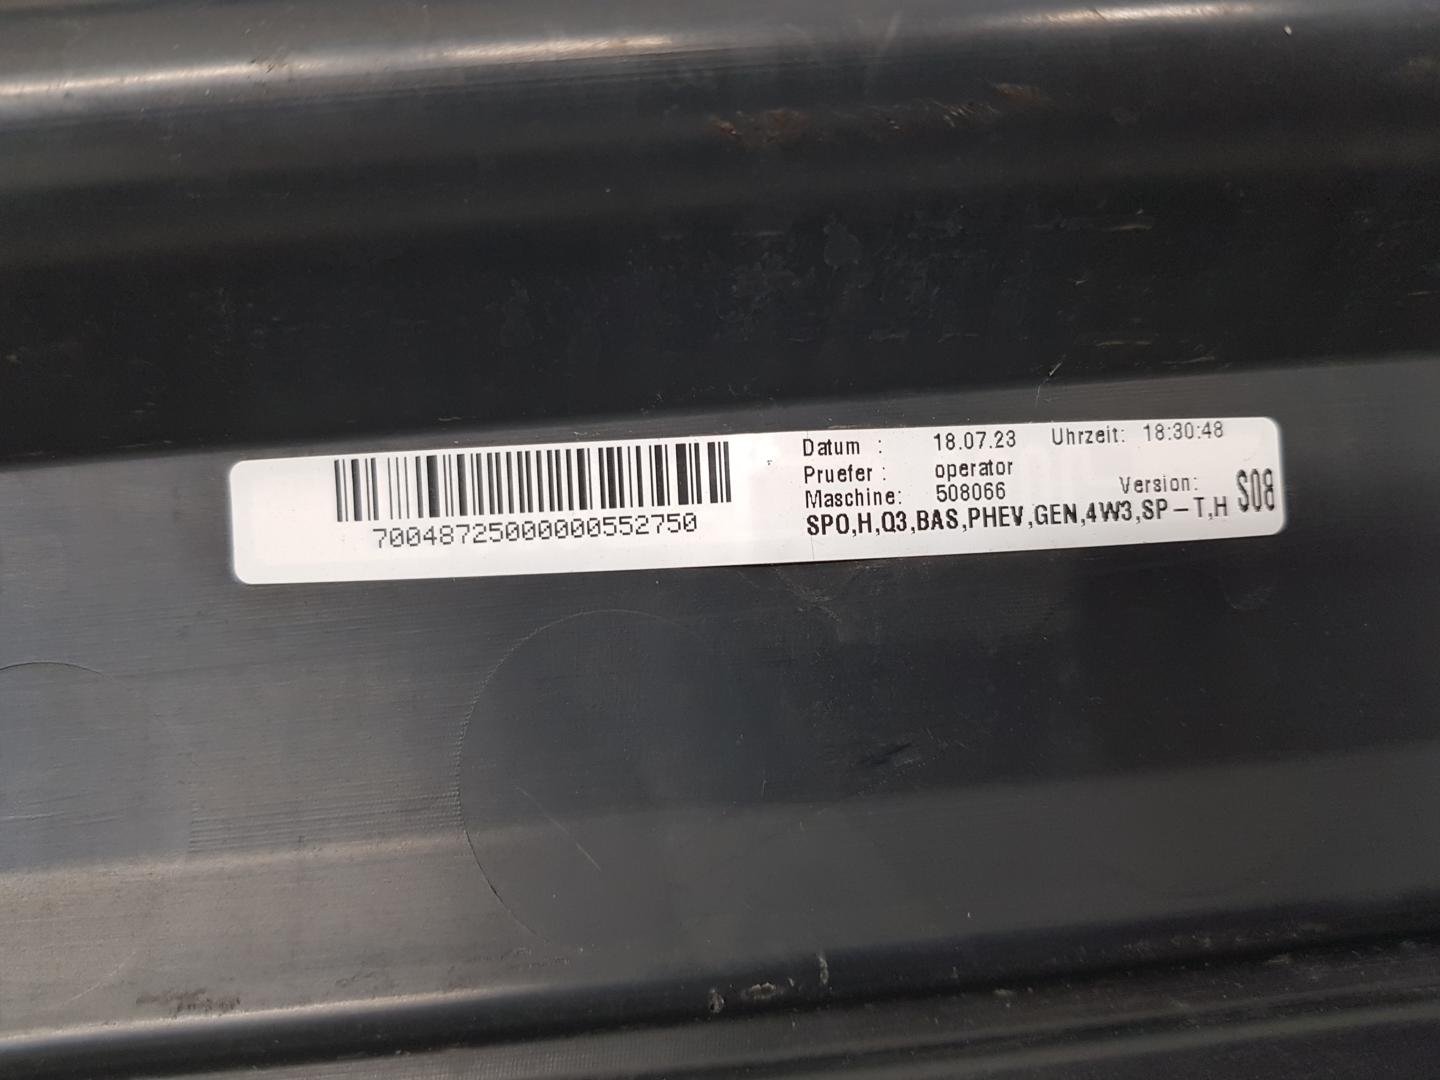 7004872500000552750
Datum : 18.07.23 Uhrzeit: 18:30:48
Pruefer : operator
Maschine: 508066 Version: S08
SPO,H,Q3,BAS,PHEV,GEN,4W3,SP-T,H